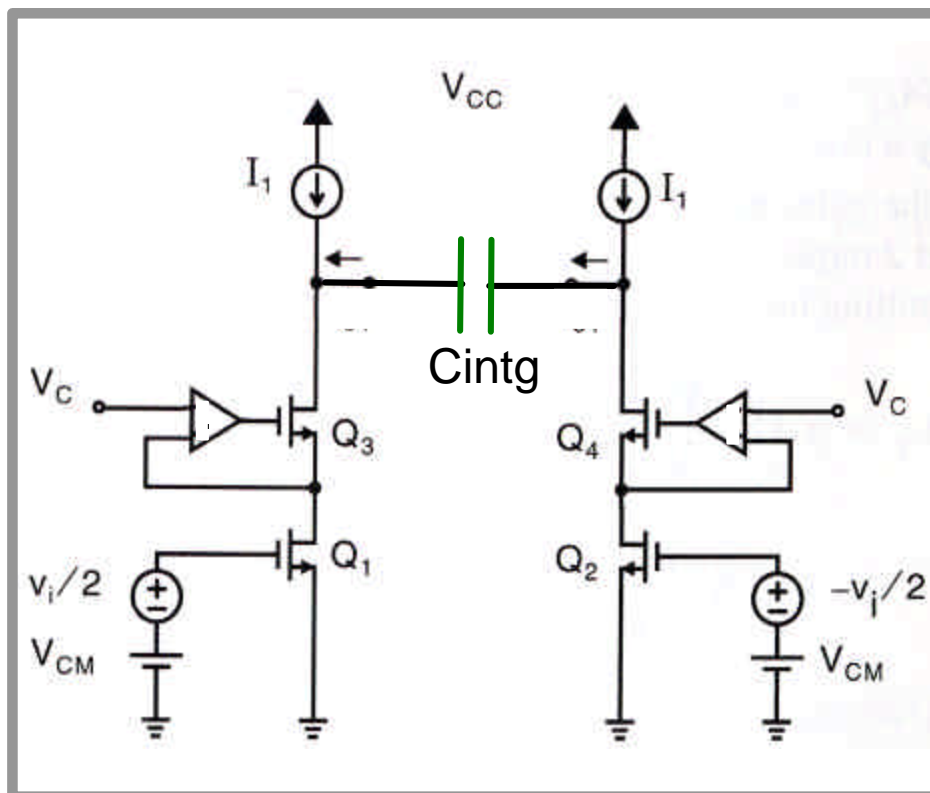 V_CC
I_1
I_1
Cintg
V_C
V_C
Q_3
Q_4
Q_1
Q_2
v_i/2
-v_i/2
V_CM
V_CM